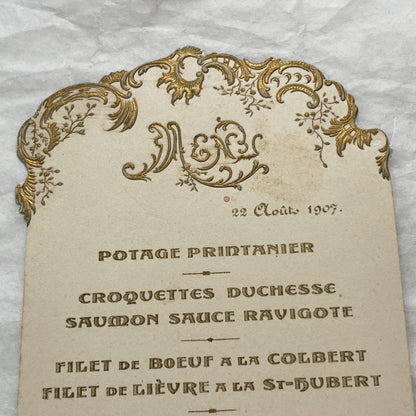 Menu
22 Août 1907.
POTAGE PRINTANIER
CROQUETTES DUCHESSE
SAUMON SAUCE RAVIGOTE
FILET DE BOEUF A LA COLBERT
FILET DE LIÈVRE A LA ST-HUBERT